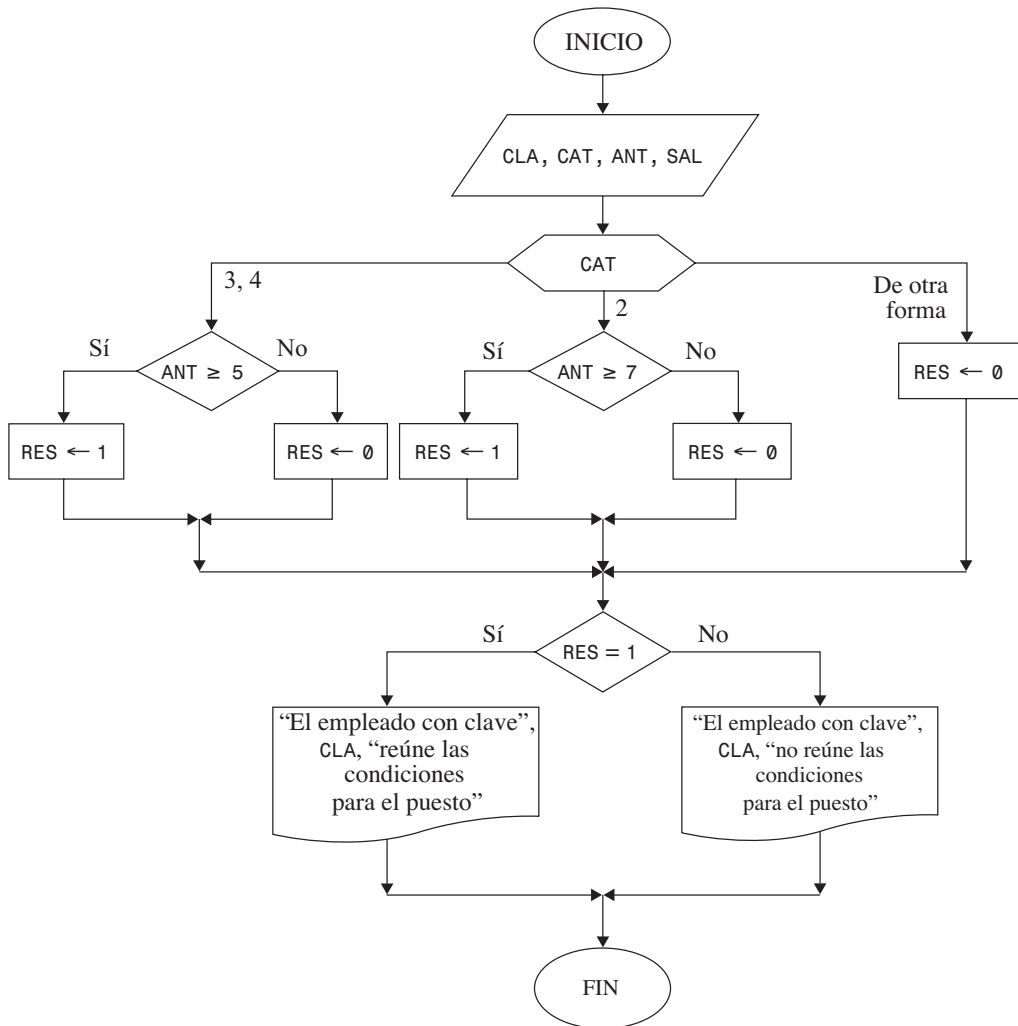 INICIO
CLA, CAT, ANT, SAL
CAT
3, 4
2
De otra
forma
Sí
ANT ≥ 5
No
Sí
ANT ≥ 7
No
RES ← 0
RES ← 1
RES ← 0
RES ← 1
RES ← 0
Sí
RES = 1
No
“El empleado con clave”,
CLA, “reúne las
condiciones
para el puesto”
“El empleado con clave”,
CLA, “no reúne las
condiciones
para el puesto”
FIN